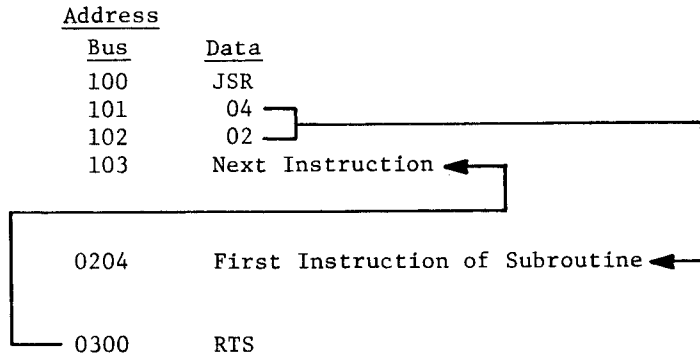 Address
Bus Data
100 JSR
101 04
102 02
103 Next Instruction
0204 First Instruction of Subroutine
0300 RTS